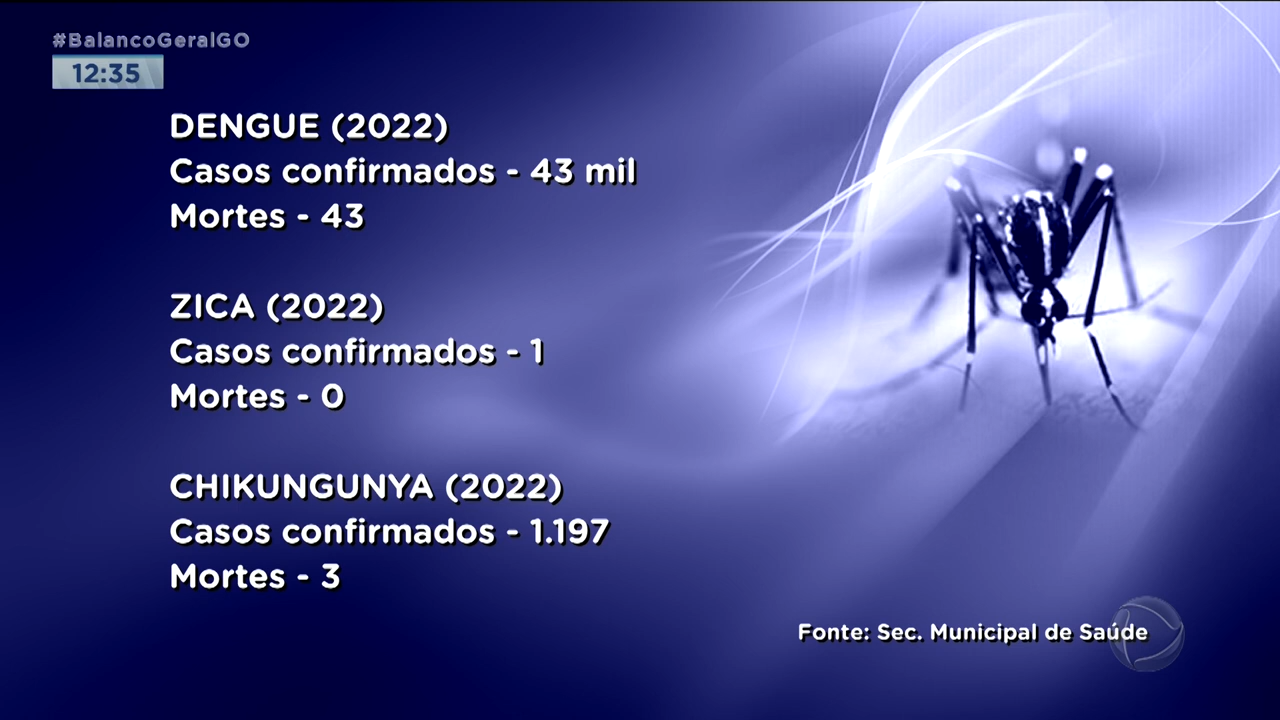 #BalancoGeralGO
12:35
DENGUE (2022)
Casos confirmados - 43 mil
Mortes - 43
ZICA (2022)
Casos confirmados - 1
Mortes - 0
CHIKUNGUNYA (2022)
Casos confirmados - 1.197
Mortes - 3
Fonte: Sec. Municipal de Saúde